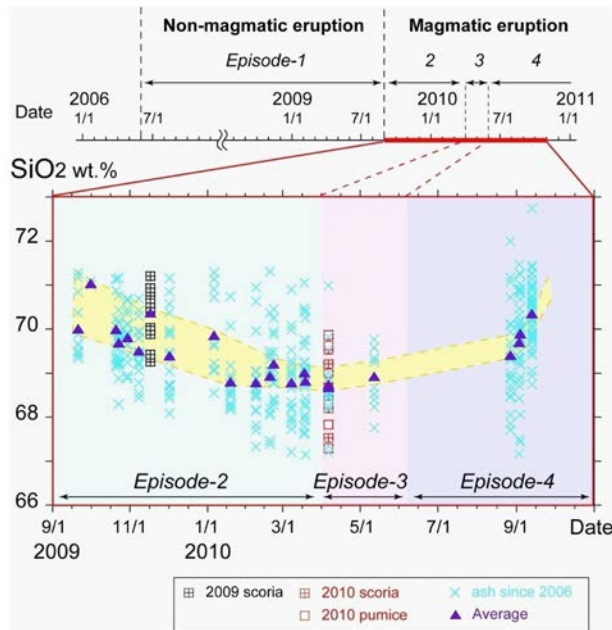 Non-magmatic eruption Magmatic eruption
Episode-1 2 3 4
2006 2009 2010 2011
Date 1/1 7/1 1/1 7/1 1/1 7/1 1/1
SiO2 wt.%
72
70
68
66
Episode-2 Episode-3 Episode-4
9/1 11/1 1/1 3/1 5/1 7/1 9/1 Date
2009 2010
2009 scoria 2010 scoria ash since 2006
2010 pumice Average